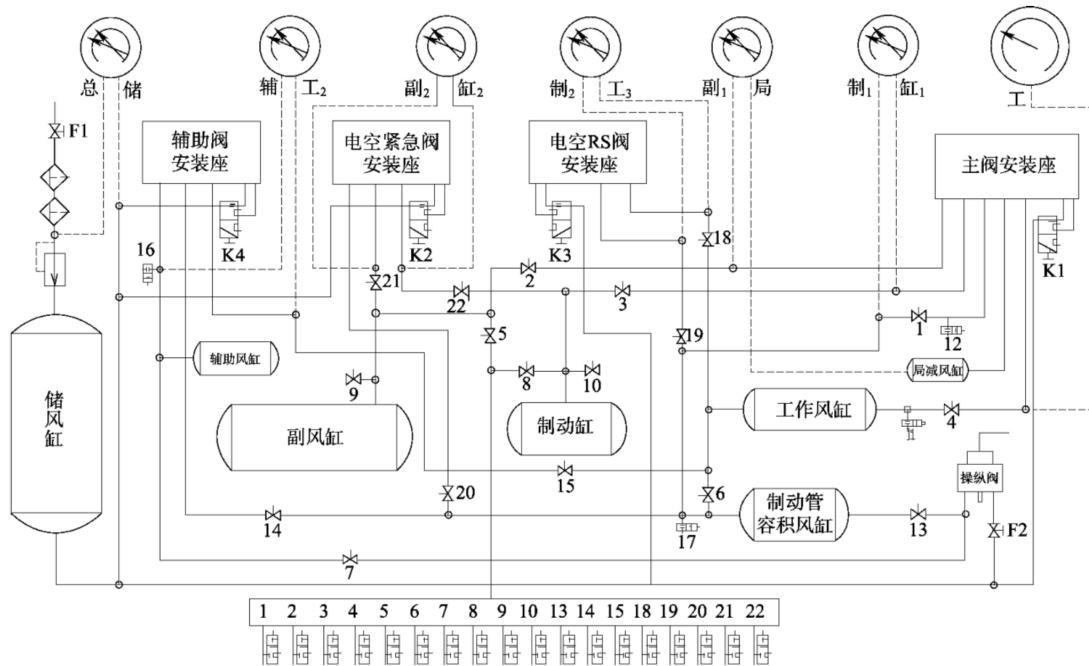 总 储
辅 工₂
副₂ 缸₂
制₂ 工₃
副₁ 局
制₁ 缸₁
工
F1
辅助阀
安装座
电空紧急阀
安装座
电空RS阀
安装座
主阀安装座
K4
K2
K3
K1
16
18
21
2
22
3
5
19
1
12
辅助风缸
8
10
9
局减风缸
储风缸
副风缸
制动缸
工作风缸
4
操纵阀
15
20
6
制动管
容积风缸
14
17
13
F2
7
1 2 3 4 5 6 7 8 9 10 13 14 15 18 19 20 21 22